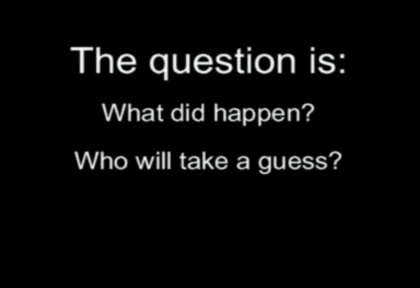 The question is:
What did happen?
Who will take a guess?